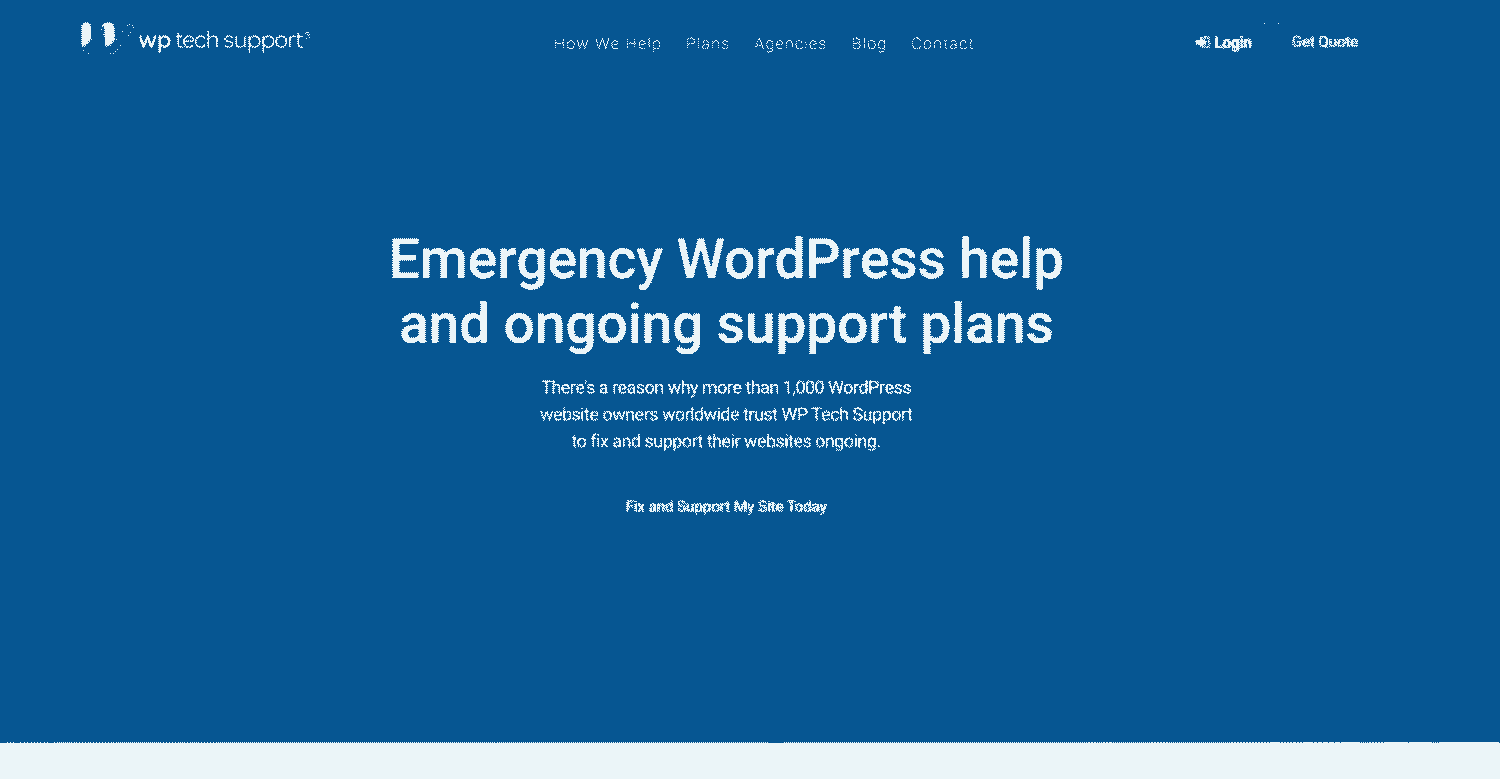 wp tech support®
How We Help Plans Agencies Blog Contact
Login Get Quote
Emergency WordPress help
and ongoing support plans
There's a reason why more than 1,000 WordPress
website owners worldwide trust WP Tech Support
to fix and support their websites ongoing.
Fix and Support My Site Today